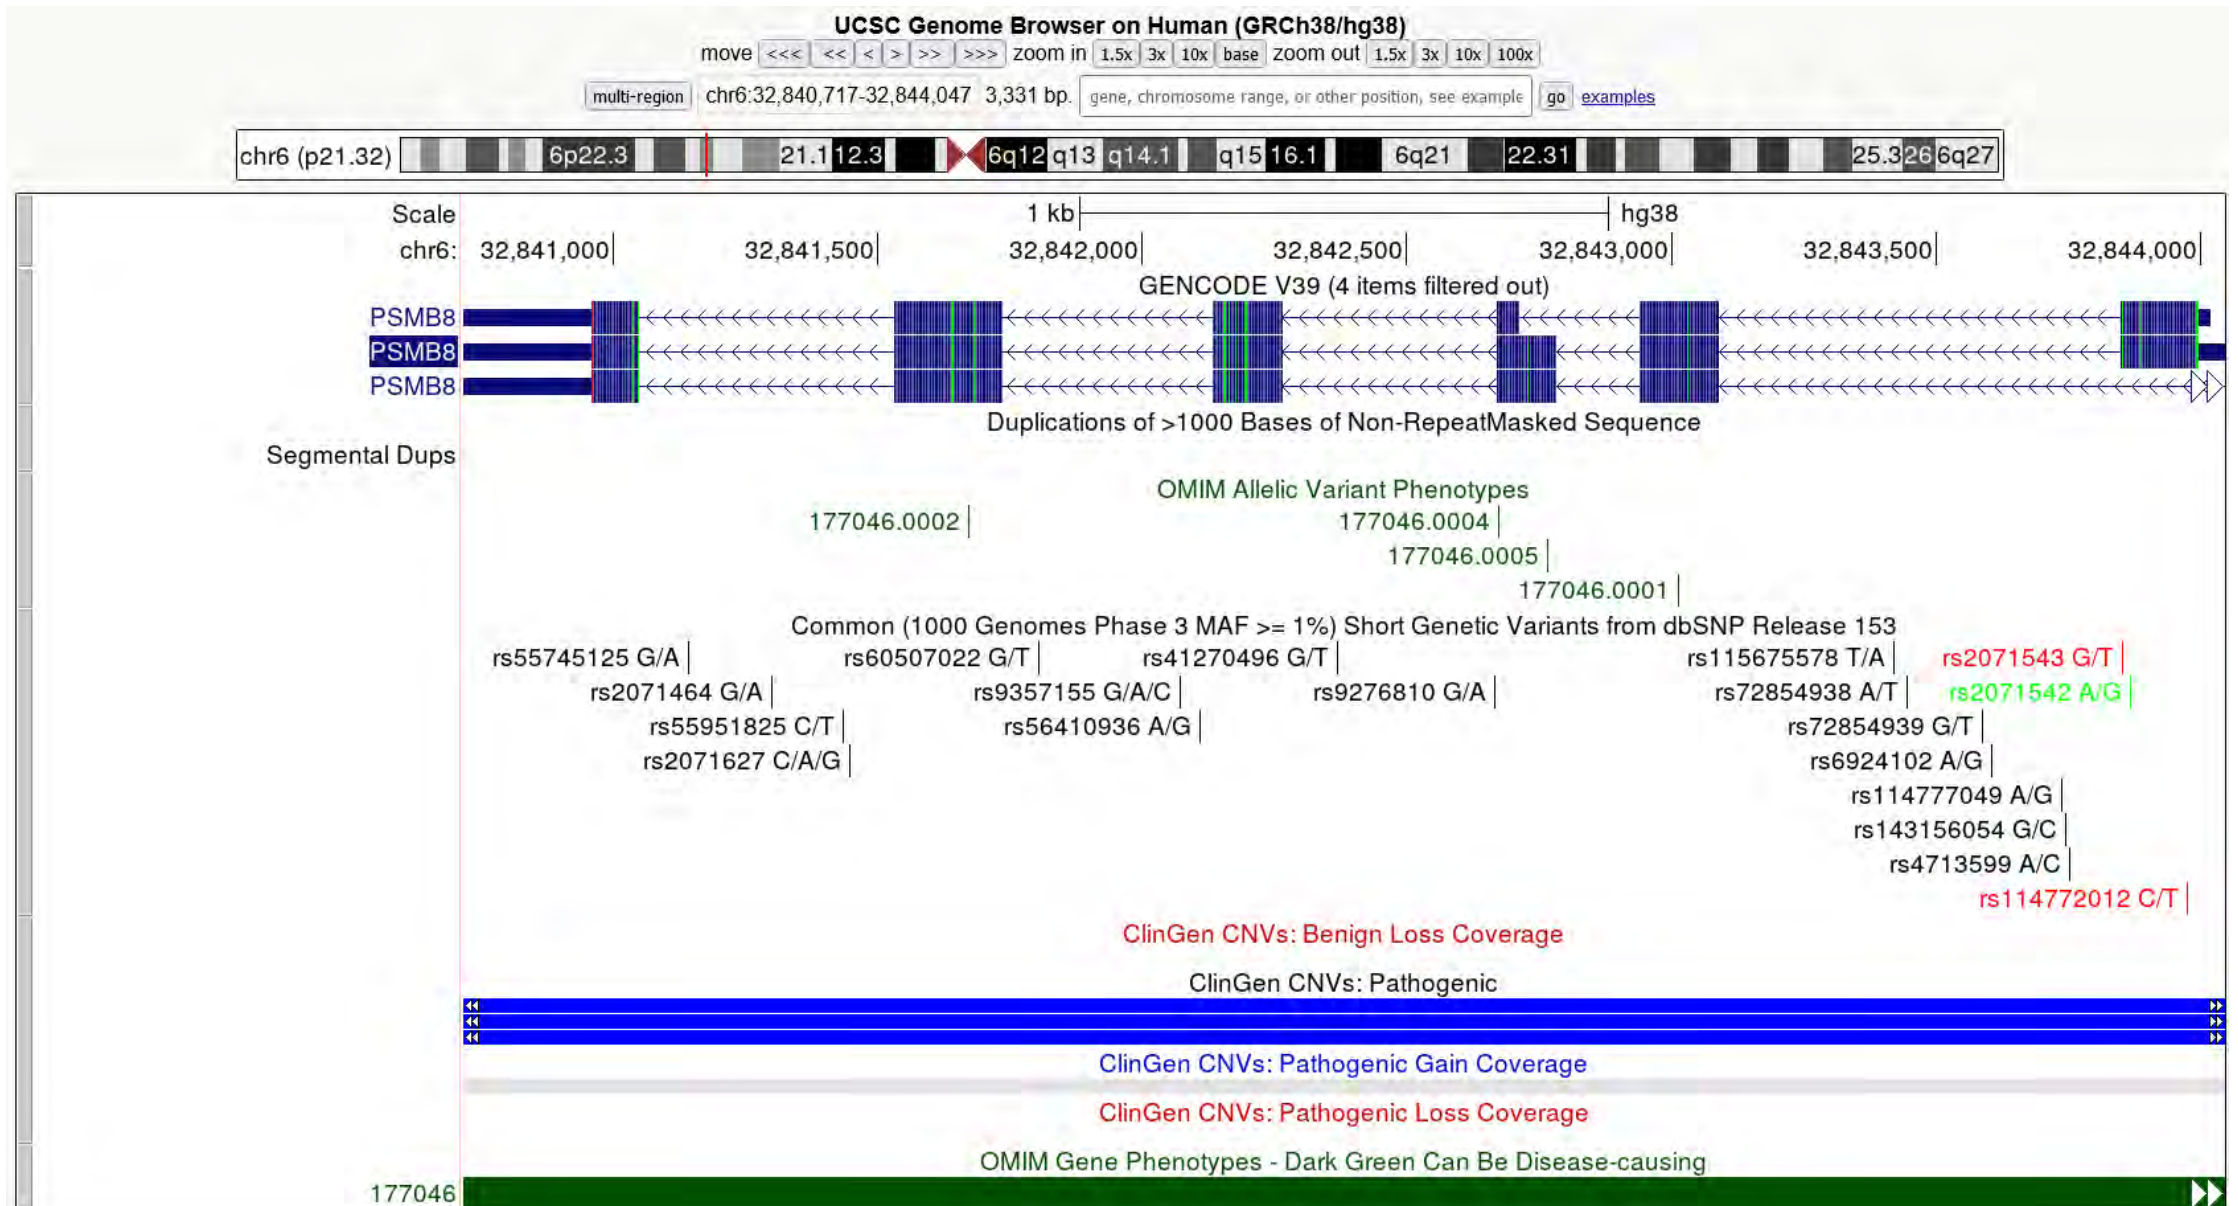 UCSC Genome Browser on Human (GRCh38/hg38)
move <<< << < > >> >>> zoom in 1.5x 3x 10x base zoom out 1.5x 3x 10x 100x
multi-region chr6:32,840,717-32,844,047 3,331 bp. gene, chromosome range, or other position, see example go examples
chr6 (p21.32) 6p22.3 21.1 12.3 6q12 q13 q14.1 q15 16.1 6q21 22.31 25.3 26 6q27
Scale 1 kb hg38
chr6: 32,841,000 32,841,500 32,842,000 32,842,500 32,843,000 32,843,500 32,844,000
GENCODE V39 (4 items filtered out)
PSMB8
PSMB8
PSMB8
Duplications of >1000 Bases of Non-RepeatMasked Sequence
Segmental Dups
OMIM Allelic Variant Phenotypes
177046.0002 177046.0004
177046.0005
177046.0001
Common (1000 Genomes Phase 3 MAF >= 1%) Short Genetic Variants from dbSNP Release 153
rs55745125 G/A rs60507022 G/T rs41270496 G/T rs115675578 T/A rs2071543 G/T
rs2071464 G/A rs9357155 G/A/C rs9276810 G/A rs72854938 A/T rs2071542 A/G
rs55951825 C/T rs56410936 A/G rs72854939 G/T
rs2071627 C/A/G rs6924102 A/G
rs114777049 A/G
rs143156054 G/C
rs4713599 A/C
rs114772012 C/T
ClinGen CNVs: Benign Loss Coverage
ClinGen CNVs: Pathogenic
ClinGen CNVs: Pathogenic Gain Coverage
ClinGen CNVs: Pathogenic Loss Coverage
OMIM Gene Phenotypes - Dark Green Can Be Disease-causing
177046